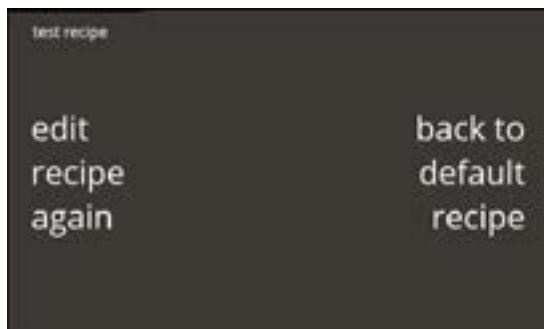 test recipe
edit
recipe
again
back to
default
recipe